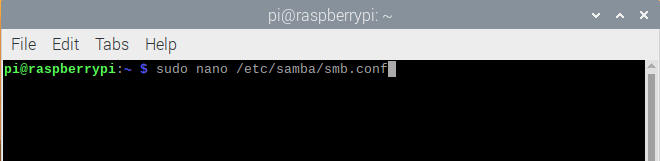 pi@raspberrypi: ~
File Edit Tabs Help
pi@raspberrypi:~ $ sudo nano /etc/samba/smb.conf